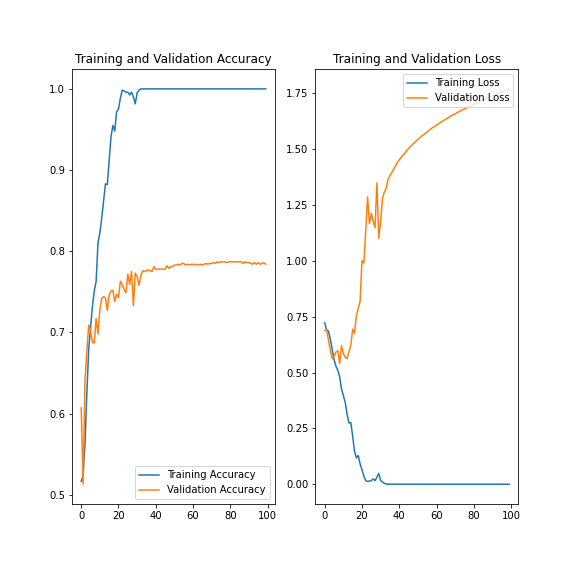 Training and Validation Accuracy
1.0
0.9
0.8
0.7
0.6
0.5
0 20 40 60 80 100
Training Accuracy
Validation Accuracy
Training and Validation Loss
1.75
1.50
1.25
1.00
0.75
0.50
0.25
0.00
0 20 40 60 80 100
Training Loss
Validation Loss